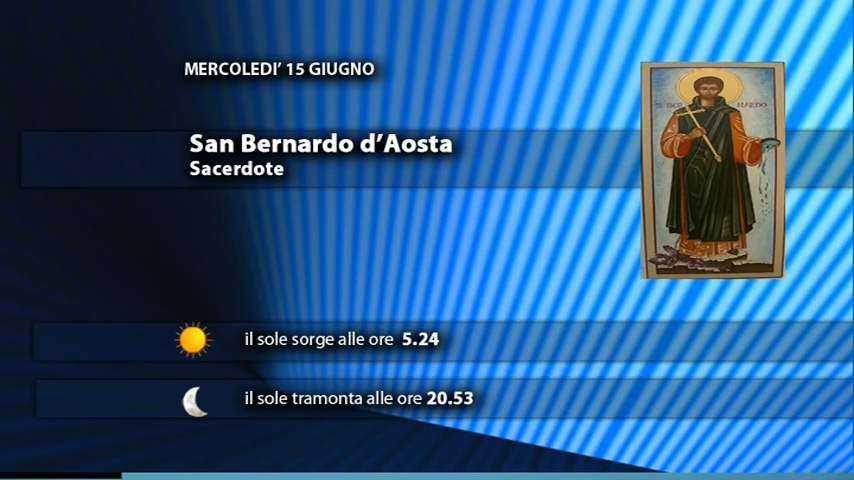 MERCOLEDI' 15 GIUGNO
San Bernardo d'Aosta
Sacerdote
il sole sorge alle ore 5.24
il sole tramonta alle ore 20.53